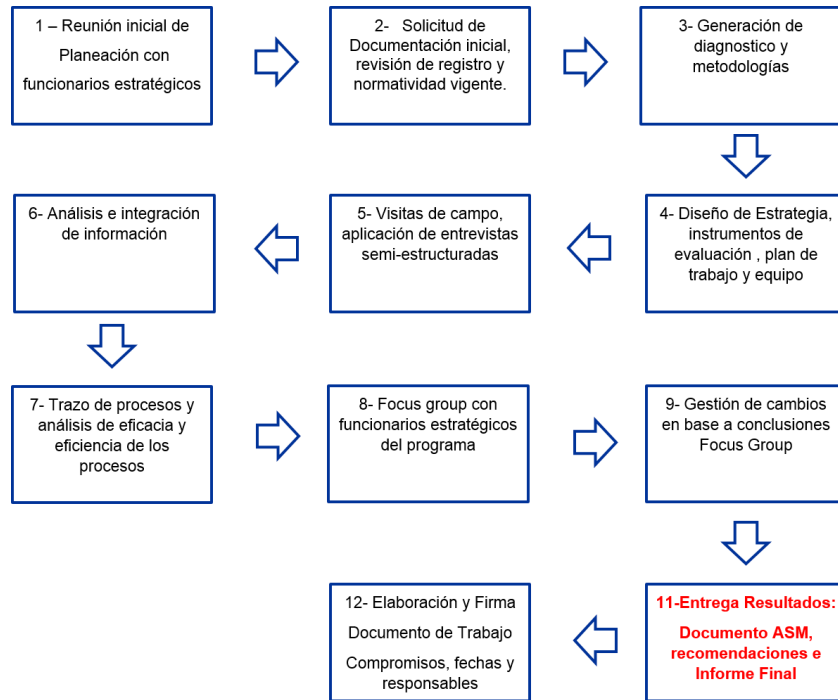 1 – Reunión inicial de
Planeación con
funcionarios estratégicos
2- Solicitud de
Documentación inicial,
revisión de registro y
normatividad vigente.
3- Generación de
diagnostico y
metodologías
6- Análisis e integración
de información
5- Visitas de campo,
aplicación de entrevistas
semi-estructuradas
4- Diseño de Estrategia,
instrumentos de
evaluación , plan de
trabajo y equipo
7- Trazo de procesos y
análisis de eficacia y
eficiencia de los
procesos
8- Focus group con
funcionarios estratégicos
del programa
9- Gestión de cambios
en base a conclusiones
Focus Group
12- Elaboración y Firma
Documento de Trabajo
Compromisos, fechas y
responsables
11-Entrega Resultados:
Documento ASM,
recomendaciones e
Informe Final